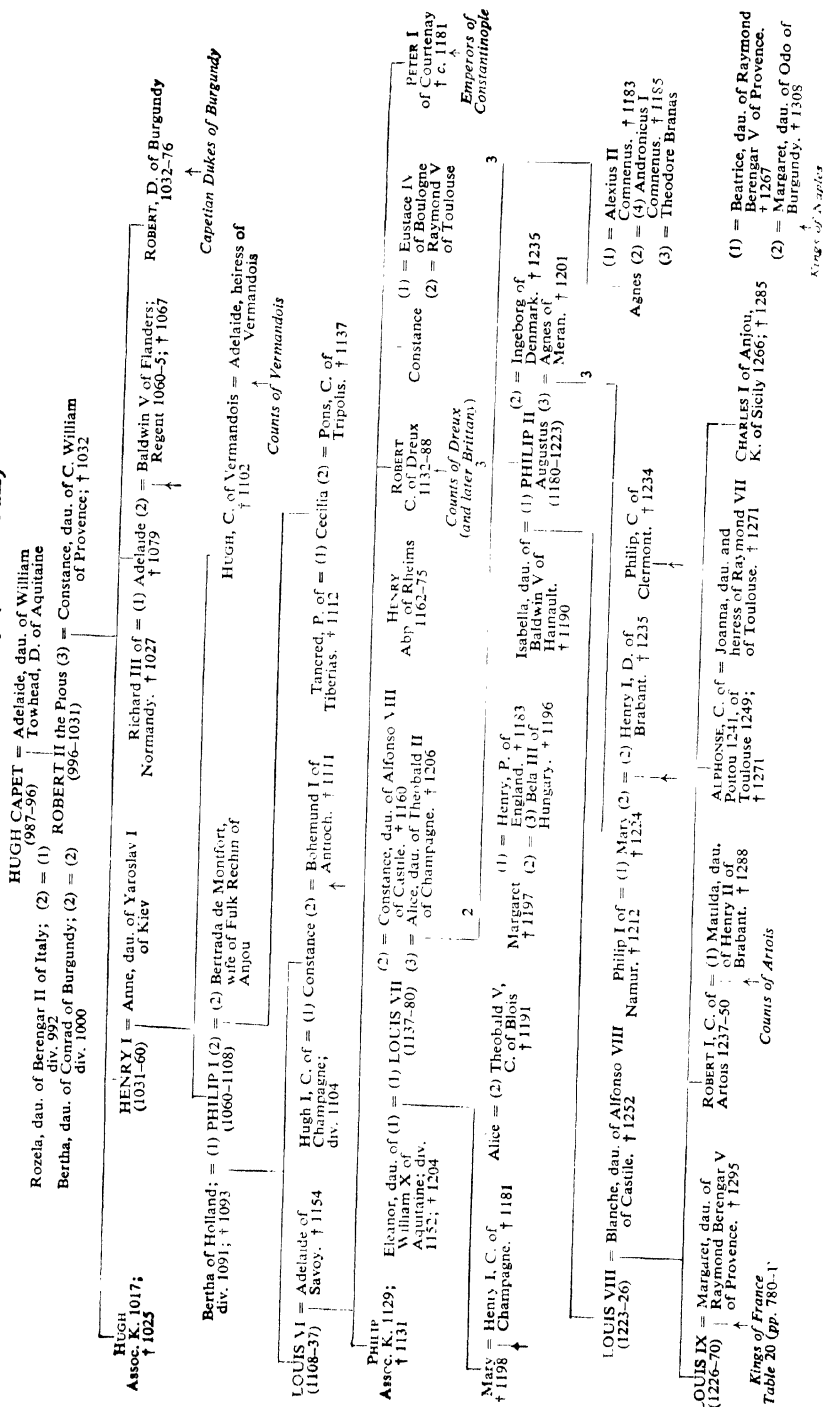 HUGH CAPET = Adelaide, dau. of William
(987–96) Towhead, D. of Aquitaine
Rozela, dau. of Berengar II of Italy; (2) = (1)
div. 992
Bertha, dau. of Conrad of Burgundy; (2) = (2)
div. 1000
ROBERT II the Pious (3) = Constance, dau. of C. William
(996–1031) of Provence; † 1032
HUGH
Assoc. K. 1017;
† 1025
HENRY I = Anne, dau. of Yaroslav I
(1031–60) of Kiev
Richard III of = (1) Adelaide (2) = Baldwin V of Flanders;
Normandy. † 1027 † 1079 Regent 1060–5; † 1067
ROBERT, D. of Burgundy
1032–76
Capetian Dukes of Burgundy
Bertha of Holland; = (1) PHILIP I (2) = (2) Bertrada de Montfort,
div. 1091; † 1093 (1060–1108) wife of Fulk Rechin of
Anjou
HUGH, C. of Vermandois = Adelaide, heiress of
† 1102 Vermandois
Counts of Vermandois
LOUIS VI = Adelaide of
(1108–37) Savoy. † 1154
Hugh I, C. of = (1) Constance (2) = Bohemund I of
Champagne; Antioch. † 1111
div. 1104
Tancred, P. of = (1) Cecilia (2) = Pons, C. of
Tiberias. † 1112 Tripolis. † 1137
PHILIP
Assoc. K. 1129;
† 1131
Eleanor, dau. of (1) = (1) LOUIS VII
William X of (1137–80)
Aquitaine; div.
1152; † 1204
(2) = Constance, dau. of Alfonso VIII
of Castile. † 1160
(3) = Alice, dau. of Theobald II
of Champagne. † 1206
HENRY
Abp. of Rheims
1162–75
ROBERT
C. of Dreux
1132–88
Counts of Dreux
(and later Brittany)
Constance (1) = Eustace IV
of Boulogne
(2) = Raymond V
of Toulouse
PETER I
of Courtenay
† c. 1181
Emperors of
Constantinople
2
3
3
Mary = Henry I, C. of
† 1198 Champagne. † 1181
Alice = (2) Theobald V,
C. of Blois
† 1191
Margaret (1) = Henry, P. of
† 1197 England. † 1183
(2) = (3) Bela III of
Hungary. † 1196
Isabella, dau. of = (1) PHILIP II
Baldwin V of Augustus
Hainault. (1180–1223)
† 1190
(2) = Ingeborg of
Denmark. † 1235
(3) = Agnes of
Meran. † 1201
3
Agnes (1) = Alexius II
Comnenus. † 1183
(2) = (4) Andronicus I
Comnenus. † 1185
(3) = Theodore Branas
LOUIS VIII = Blanche, dau. of Alfonso VIII
(1223–26) of Castile. † 1252
Philip I of = (1) Mary (2) = (2) Henry I, D. of
Namur. † 1212 † 1224 Brabant. † 1235
Philip, C. of
Clermont. † 1234
LOUIS IX = Margaret, dau. of
(1226–70) Raymond Berengar V
of Provence. † 1295
Kings of France
Table 20 (pp. 780–1
ROBERT I, C. of = (1) Matilda, dau.
Artois 1237–50 of Henry II of
Brabant. † 1288
Counts of Artois
ALPHONSE, C. of = Joanna, dau. and
Poitou 1241, of heiress of Raymond VII
Toulouse 1249; of Toulouse. † 1271
† 1271
CHARLES I of Anjou,
K. of Sicily 1266; † 1285
(1) = Beatrice, dau. of Raymond
Berengar V of Provence.
† 1267
(2) = Margaret, dau. of Odo of
Burgundy. † 1308
Kings of Naples